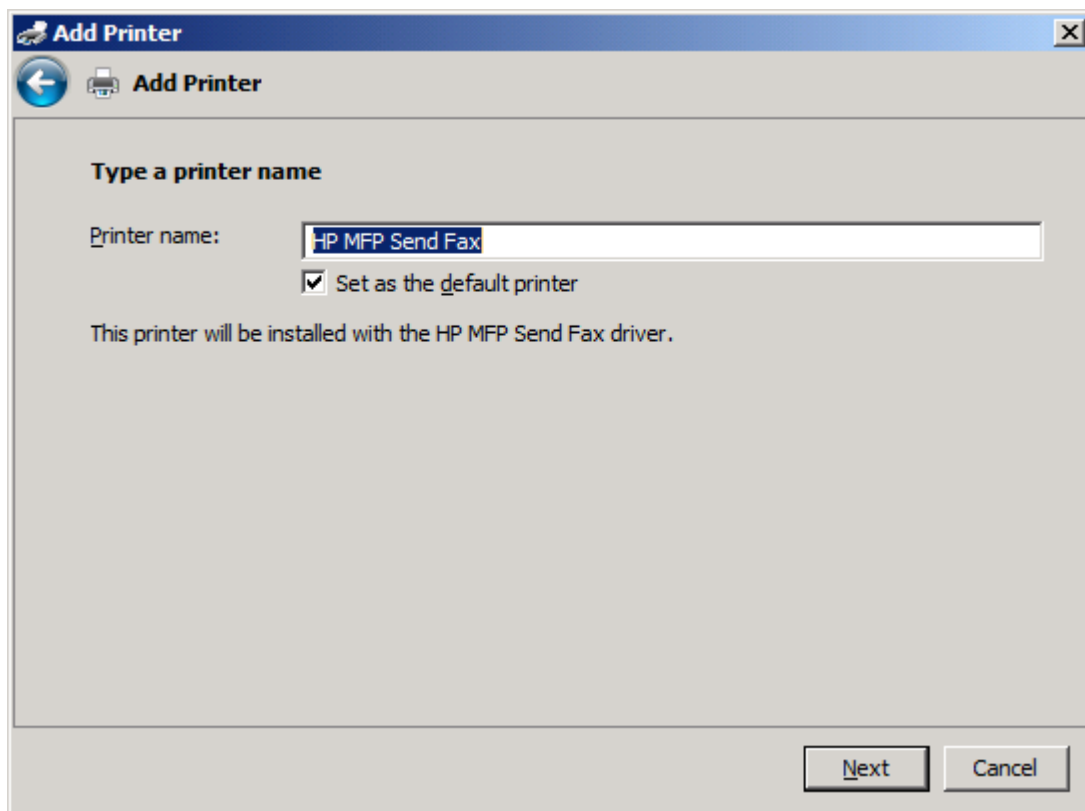 Add Printer
Add Printer
Type a printer name
Printer name: HP MFP Send Fax
Set as the default printer
This printer will be installed with the HP MFP Send Fax driver.
Next Cancel